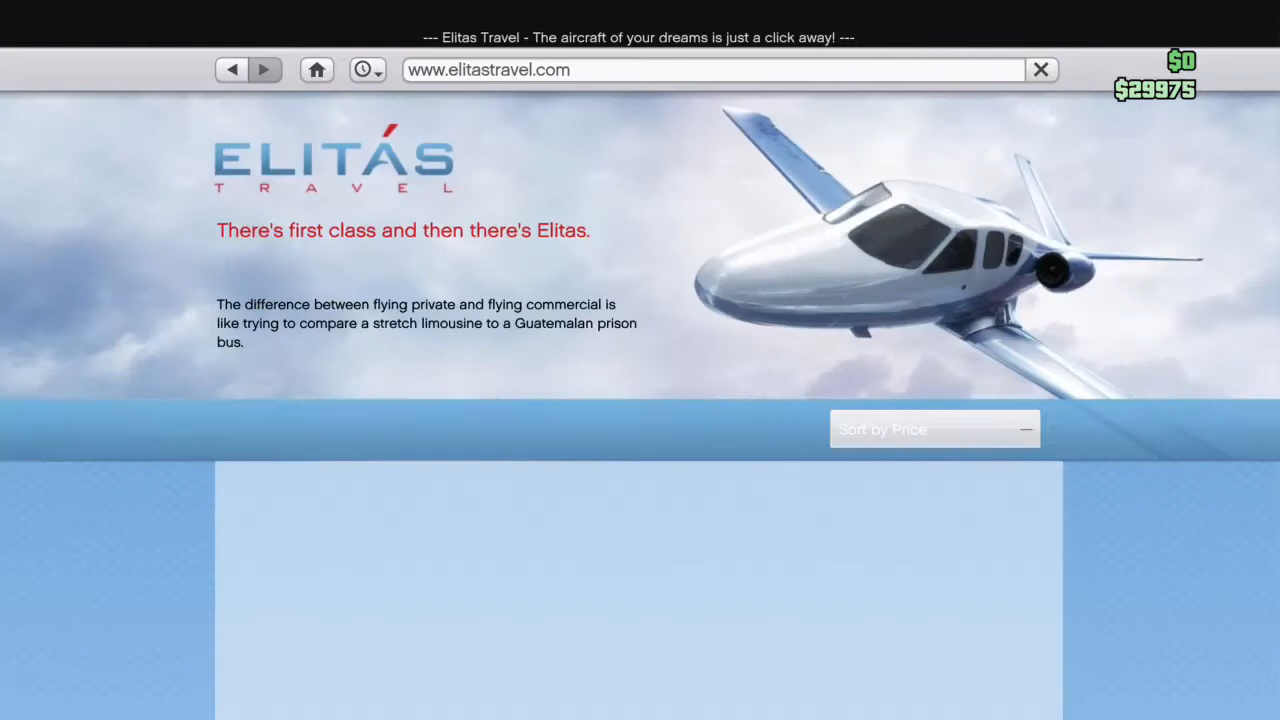 --- Elitas Travel - The aircraft of your dreams is just a click away! ---
www.elitastravel.com
$0
$29975
ELITÁS
TRAVEL
There's first class and then there's Elitas.
The difference between flying private and flying commercial is
like trying to compare a stretch limousine to a Guatemalan prison
bus.
Sort by Price